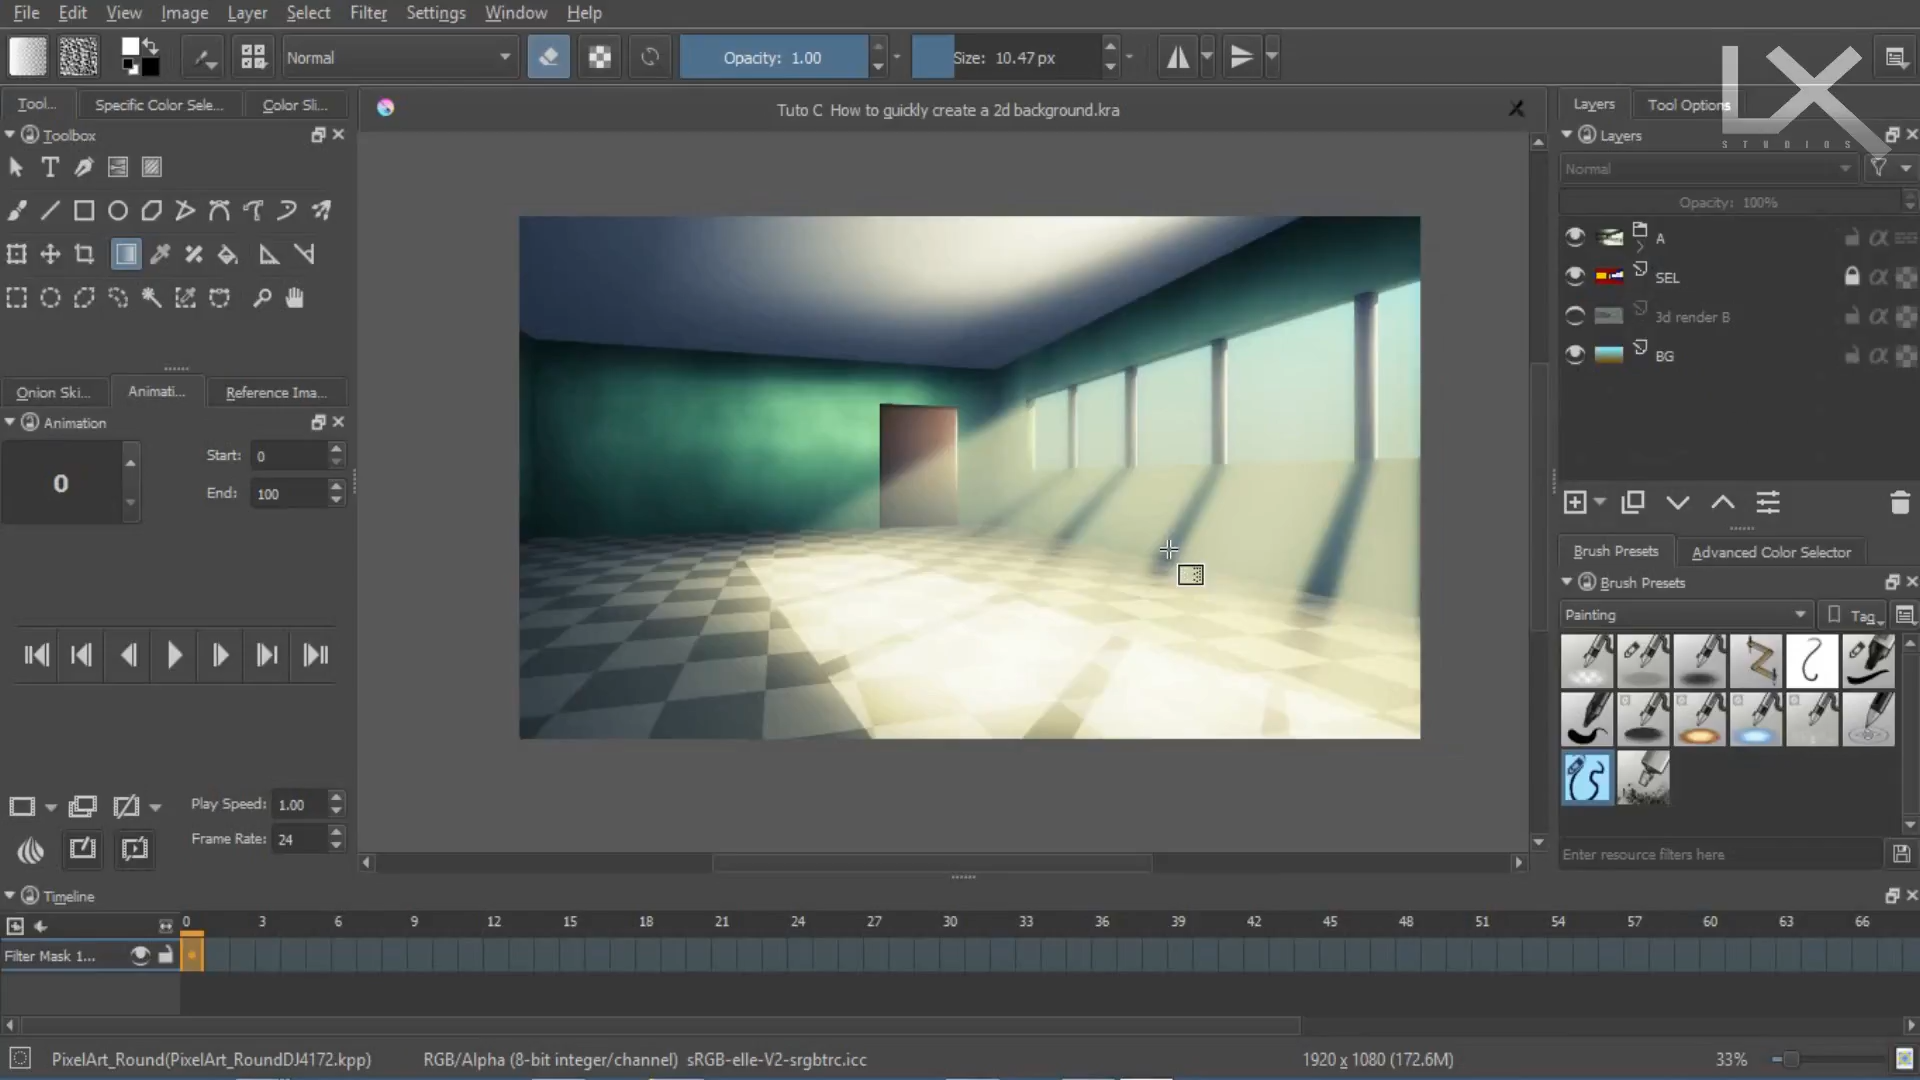 File Edit View Image Layer Select Filter Settings Window Help
Normal
Opacity: 1.00
Size: 10.47 px
LX
STUDIOS
Tool... Specific Color Sele... Color Sli...
Toolbox
Tuto C How to quickly create a 2d background.kra
Layers Tool Options
Layers
Normal
Opacity: 100%
A
SEL
3d render B
BG
Onion Ski... Animati... Reference Ima...
Animation
0
Start: 0
End: 100
Play Speed: 1.00
Frame Rate: 24
Brush Presets Advanced Color Selector
Brush Presets
Painting
Tag
Enter resource filters here
Timeline
0 3 6 9 12 15 18 21 24 27 30 33 36 39 42 45 48 51 54 57 60 63 66
Filter Mask 1...
PixelArt_Round(PixelArt_RoundDJ4172.kpp)
RGB/Alpha (8-bit integer/channel) sRGB-elle-V2-srgbtrc.icc
1920 x 1080 (172.6M)
33%